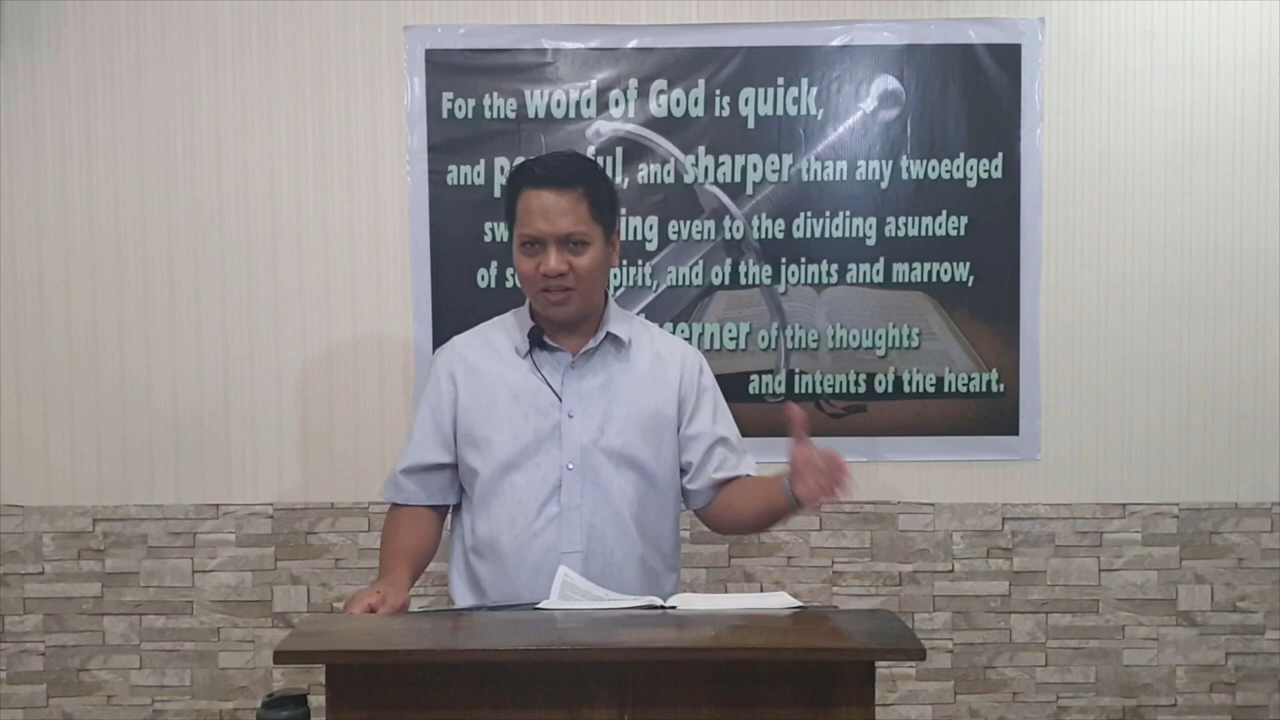 For the word of God is quick,
and sharper than any twoedged
even to the dividing asunder
of and of the joints and marrow,
of the thoughts
and intents of the heart.